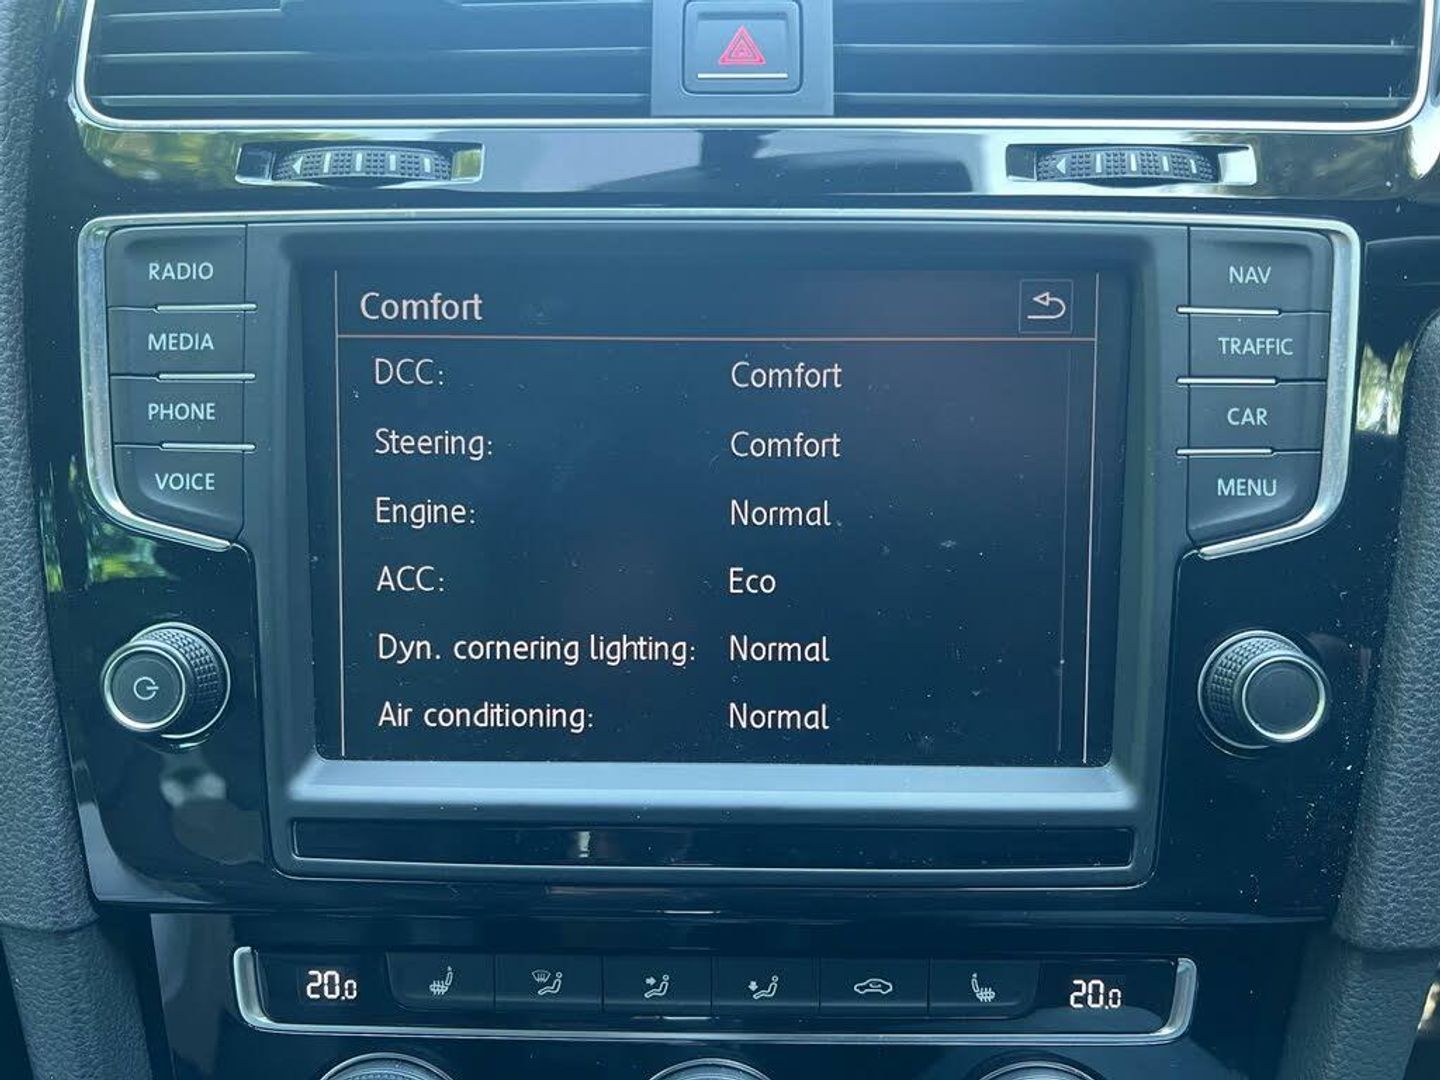 RADIO
MEDIA
PHONE
VOICE
Comfort
DCC: Comfort
Steering: Comfort
Engine: Normal
ACC: Eco
Dyn. cornering lighting: Normal
Air conditioning: Normal
NAV
TRAFFIC
CAR
MENU
20.0
20.0